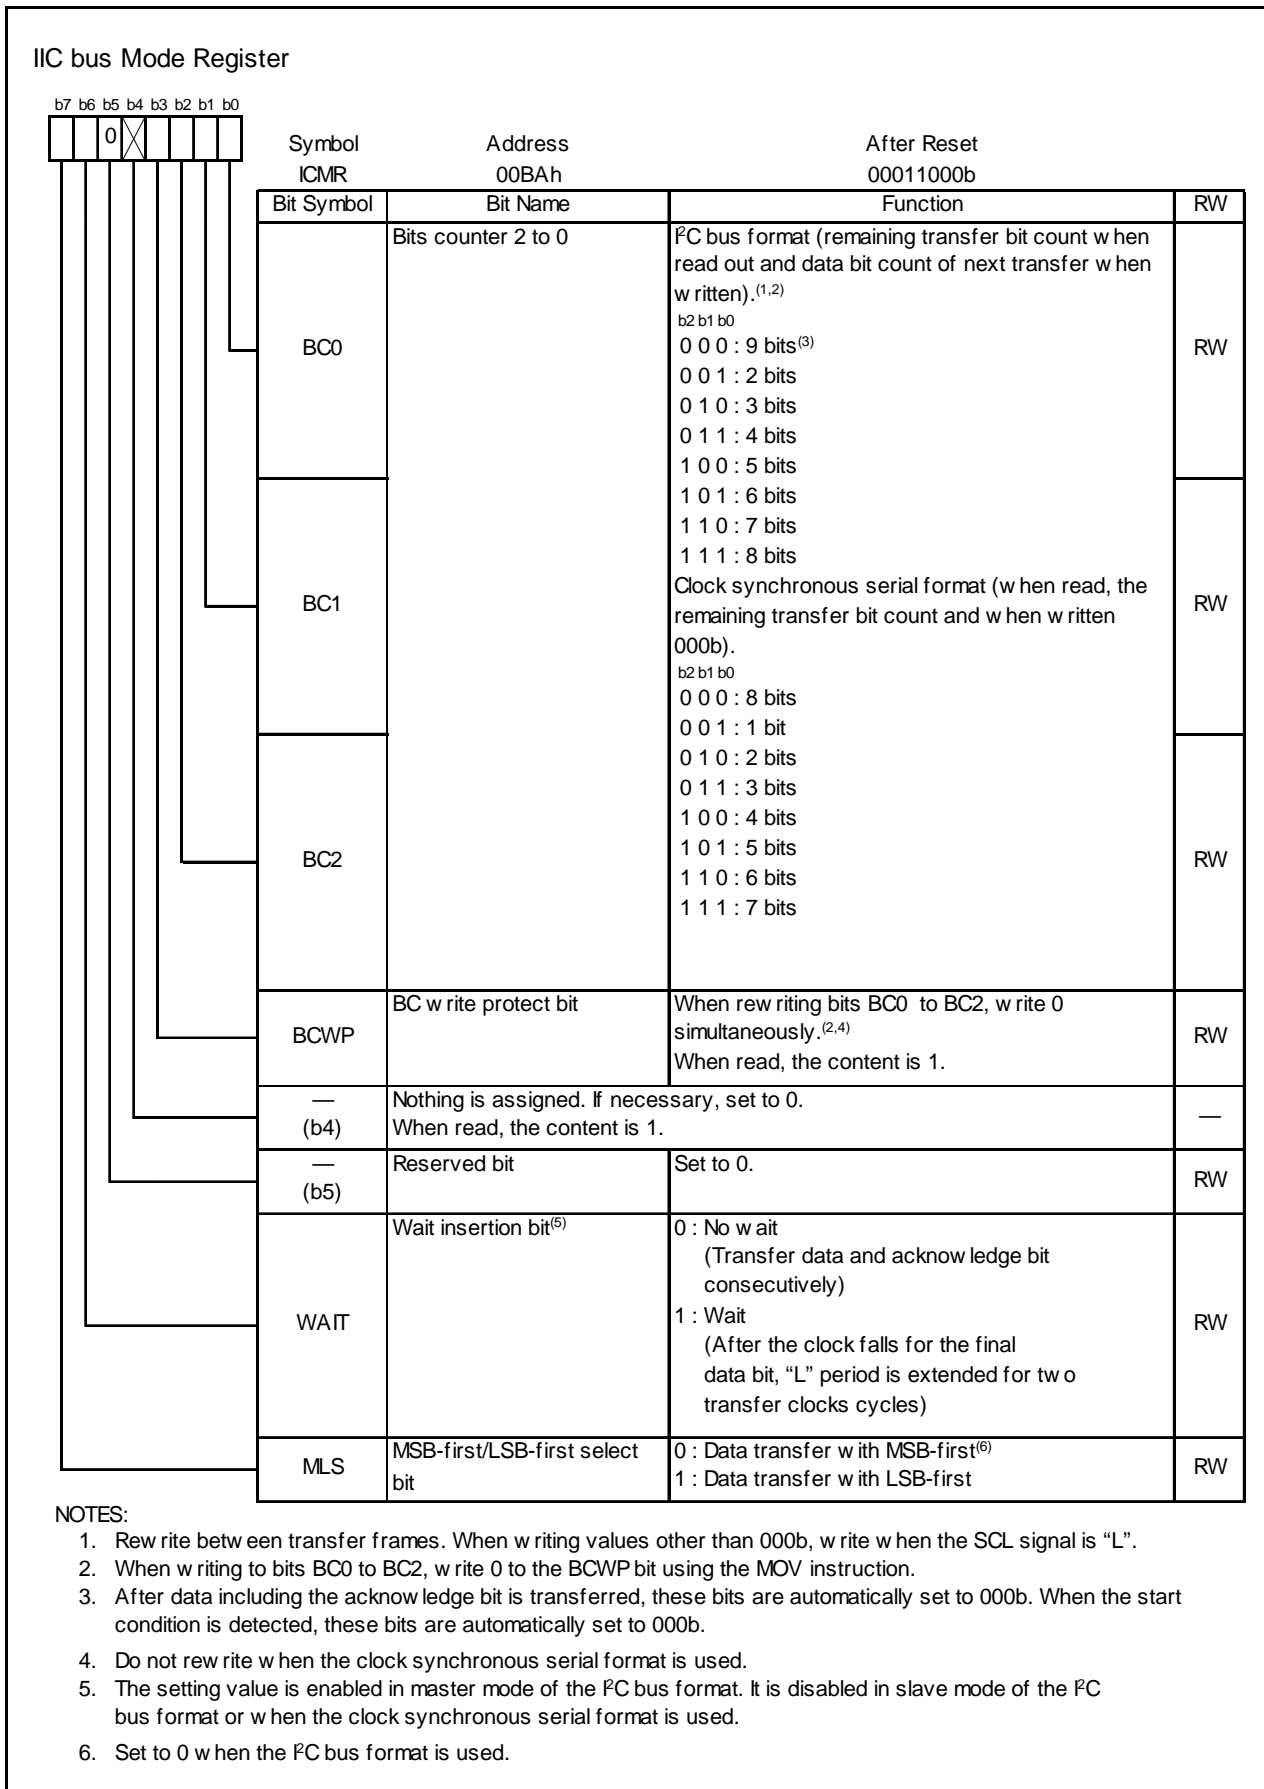 IIC bus Mode Register
b7 b6 b5 b4 b3 b2 b1 b0
0
Symbol Address After Reset
ICMR 00BAh 00011000b
Bit Symbol Bit Name Function RW
BC0 Bits counter 2 to 0 I²C bus format (remaining transfer bit count when
read out and data bit count of next transfer when
written).(1,2)
b2 b1 b0
0 0 0 : 9 bits(3)
0 0 1 : 2 bits
0 1 0 : 3 bits
0 1 1 : 4 bits
1 0 0 : 5 bits
RW
BC1
1 0 1 : 6 bits
1 1 0 : 7 bits
1 1 1 : 8 bits
Clock synchronous serial format (when read, the
remaining transfer bit count and when written
000b).
b2 b1 b0
0 0 0 : 8 bits
0 0 1 : 1 bit
RW
BC2
0 1 0 : 2 bits
0 1 1 : 3 bits
1 0 0 : 4 bits
1 0 1 : 5 bits
1 1 0 : 6 bits
1 1 1 : 7 bits
RW
BCWP BC write protect bit When rewriting bits BC0 to BC2, write 0
simultaneously.(2,4)
When read, the content is 1.
RW
—
(b4)
Nothing is assigned. If necessary, set to 0.
When read, the content is 1.
—
—
(b5)
Reserved bit Set to 0. RW
WAIT Wait insertion bit(5) 0 : No wait
(Transfer data and acknowledge bit
consecutively)
1 : Wait
(After the clock falls for the final
data bit, “L” period is extended for two
transfer clocks cycles)
RW
MLS MSB-first/LSB-first select
bit
0 : Data transfer with MSB-first(6)
1 : Data transfer with LSB-first
RW
NOTES:
1. Rewrite between transfer frames. When writing values other than 000b, write when the SCL signal is “L”.
2. When writing to bits BC0 to BC2, write 0 to the BCWP bit using the MOV instruction.
3. After data including the acknowledge bit is transferred, these bits are automatically set to 000b. When the start
condition is detected, these bits are automatically set to 000b.
4. Do not rewrite when the clock synchronous serial format is used.
5. The setting value is enabled in master mode of the I²C bus format. It is disabled in slave mode of the I²C
bus format or when the clock synchronous serial format is used.
6. Set to 0 when the I²C bus format is used.